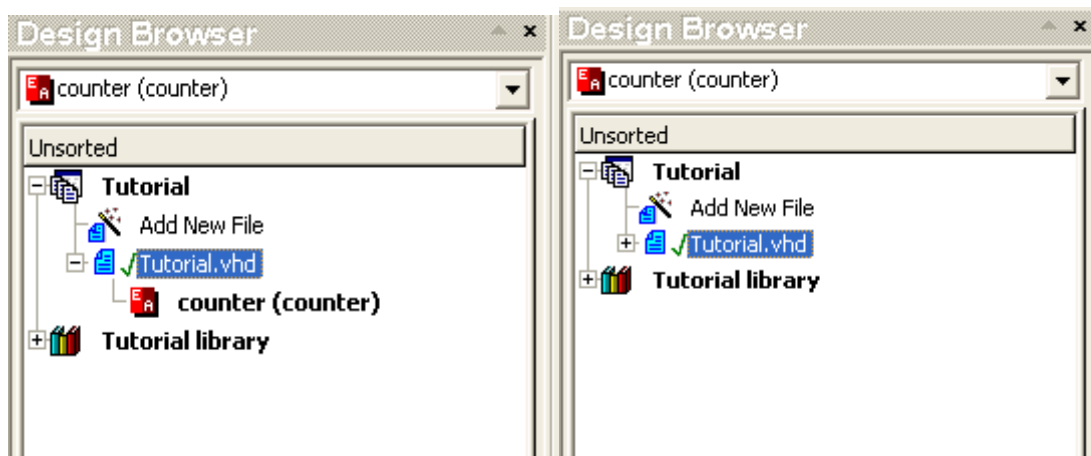 Design Browser
counter (counter)
Unsorted
Tutorial
Add New File
Tutorial.vhd
counter (counter)
Tutorial library
Design Browser
counter (counter)
Unsorted
Tutorial
Add New File
Tutorial.vhd
Tutorial library